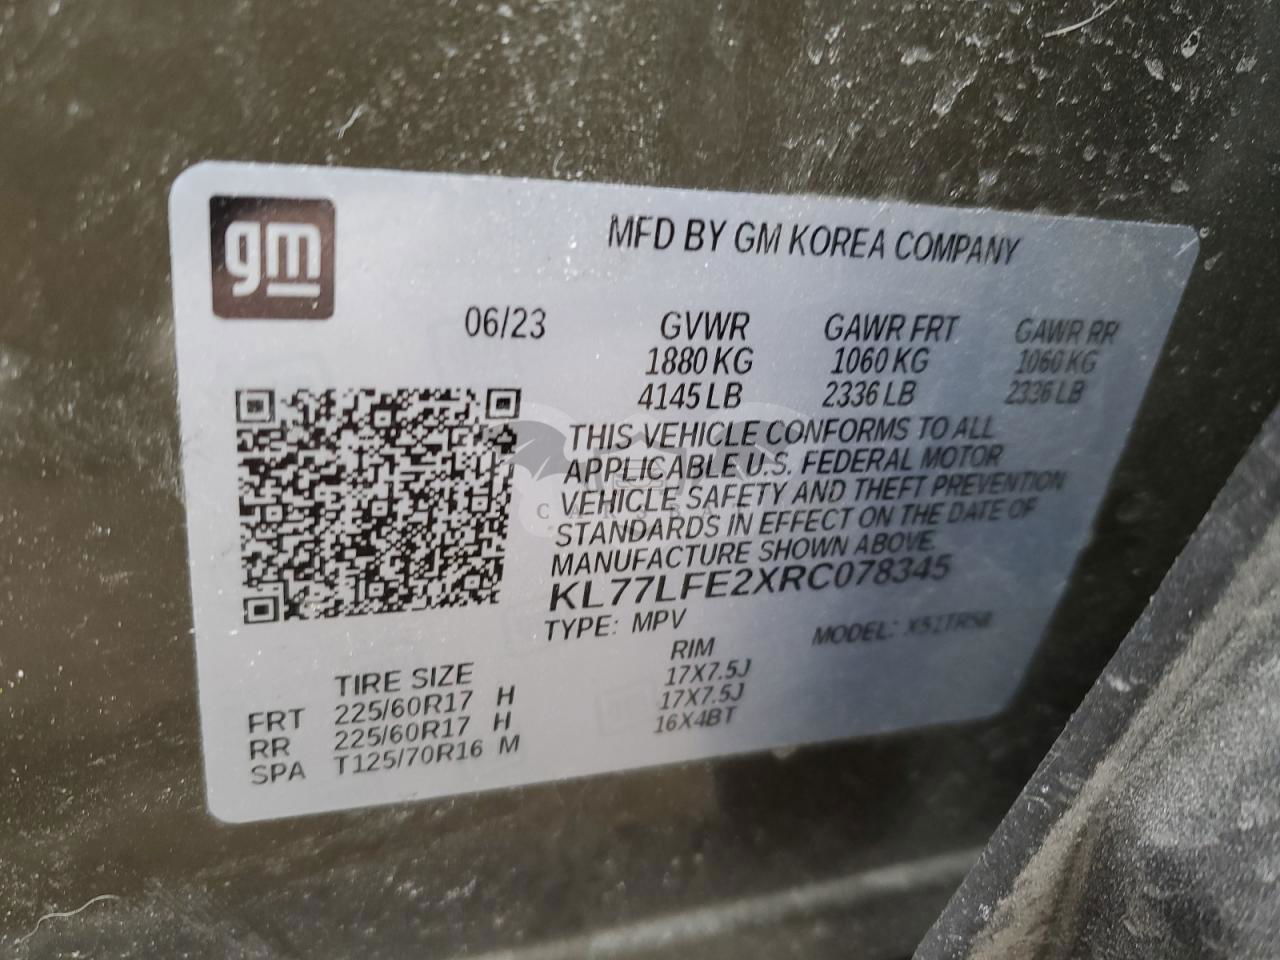 gm
MFD BY GM KOREA COMPANY
06/23 GVWR GAWR FRT GAWR RR
1880 KG 1060 KG 1060 KG
4145 LB 2336 LB 2336 LB
THIS VEHICLE CONFORMS TO ALL
APPLICABLE U.S. FEDERAL MOTOR
VEHICLE SAFETY AND THEFT PREVENTION
STANDARDS IN EFFECT ON THE DATE OF
MANUFACTURE SHOWN ABOVE.
KL77LFE2XRC078345
TYPE: MPV MODEL:
TIRE SIZE RIM
FRT 225/60R17 H 17X7.5J
RR 225/60R17 H 17X7.5J
SPA T125/70R16 M 16X4BT